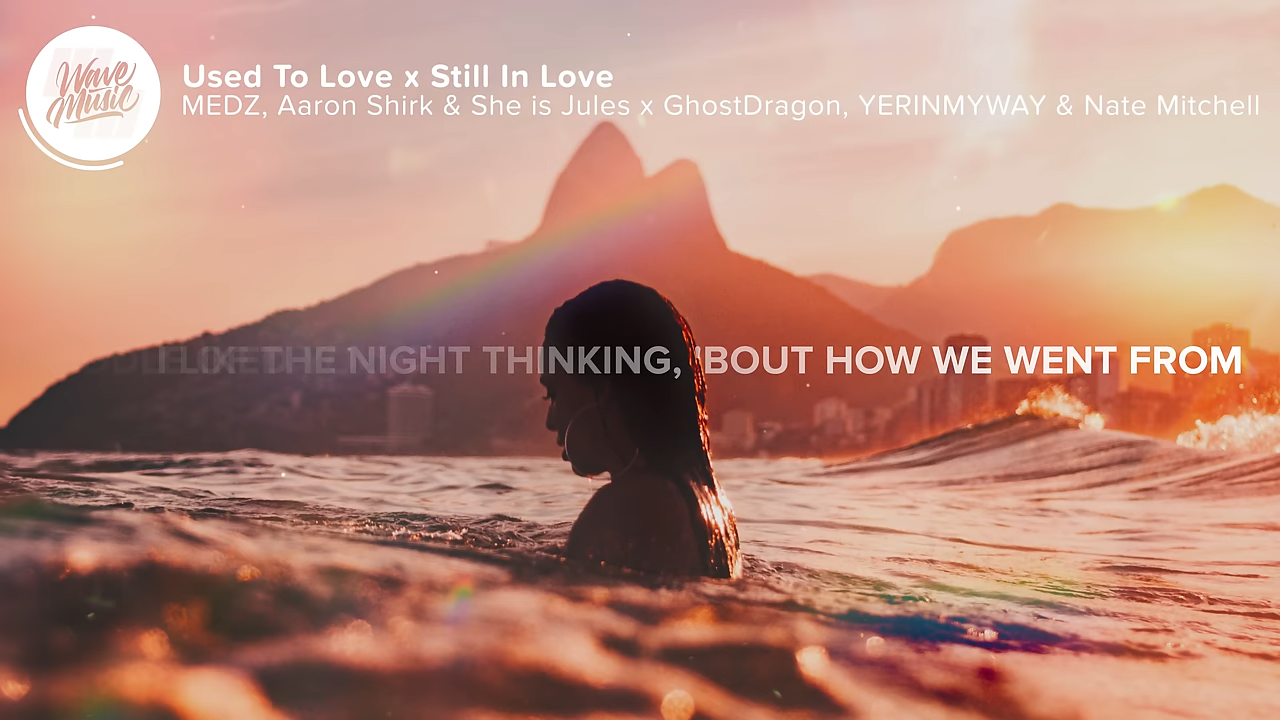 Wave
Music
Used To Love x Still In Love
MEDZ, Aaron Shirk & She is Jules x GhostDragon, YERINMYWAY & Nate Mitchell
THE NIGHT THINKING, 'BOUT HOW WE WENT FROM